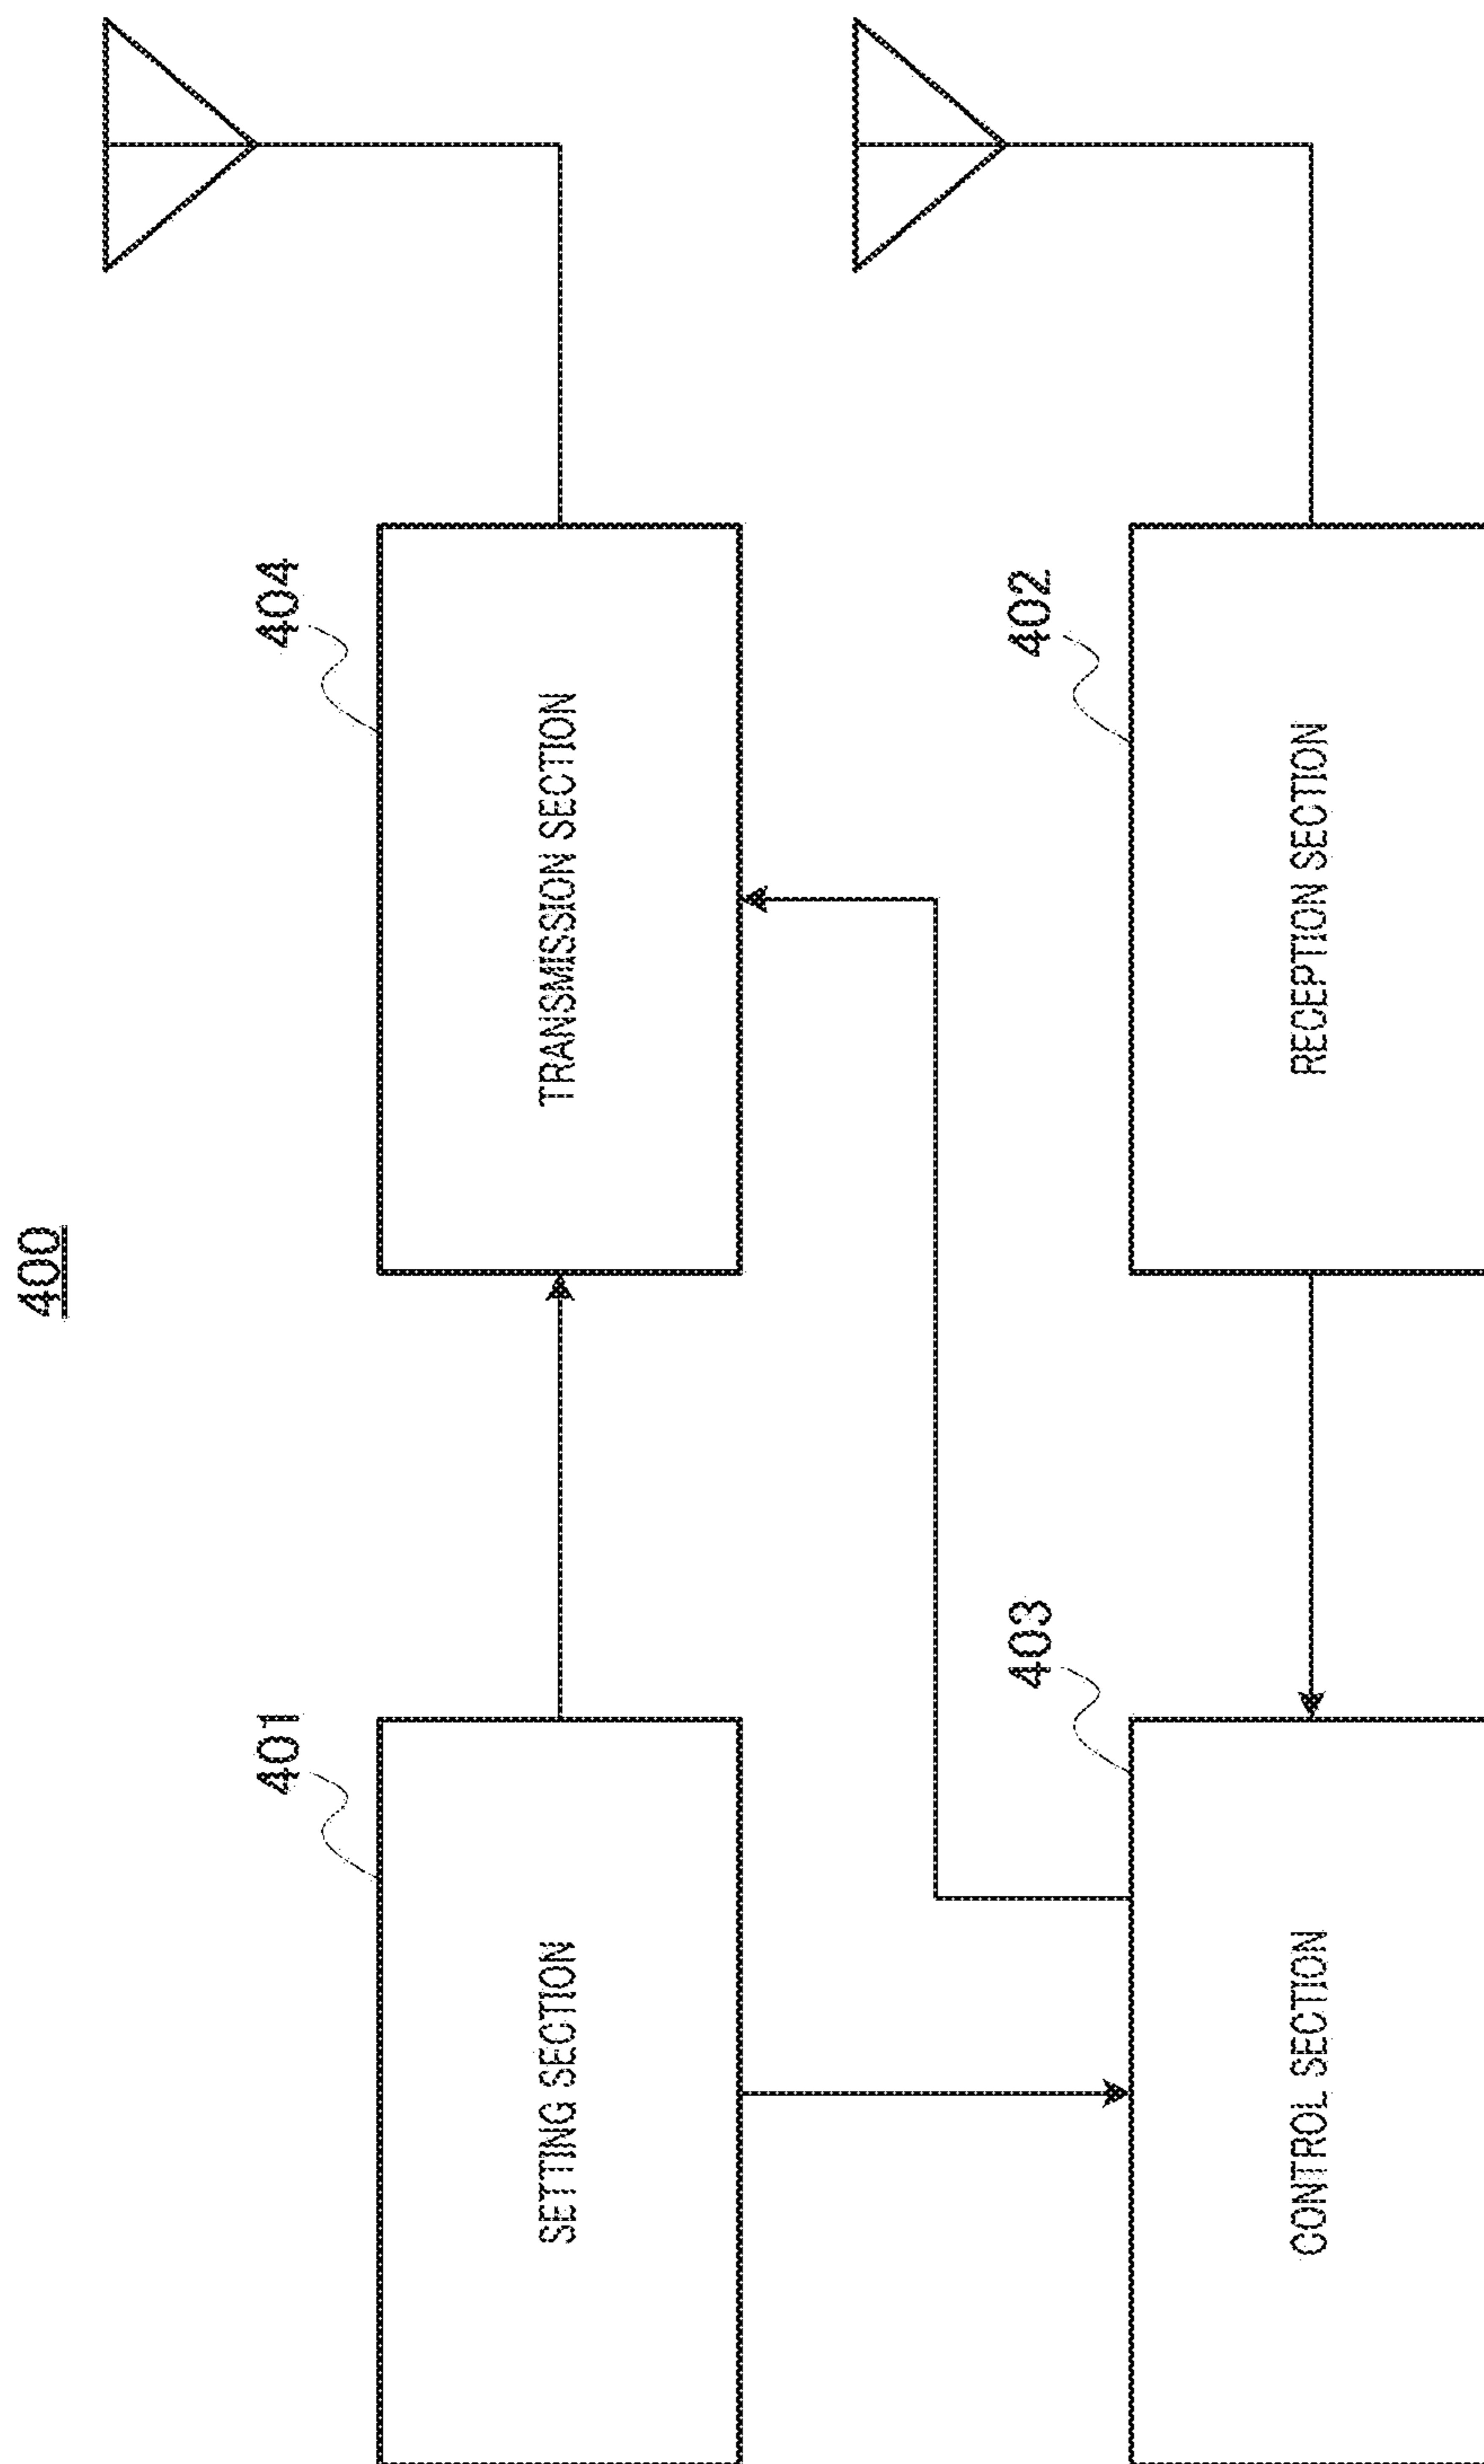 400
401
SETTING SECTION
404
TRANSMISSION SECTION
403
CONTROL SECTION
402
RECEPTION SECTION